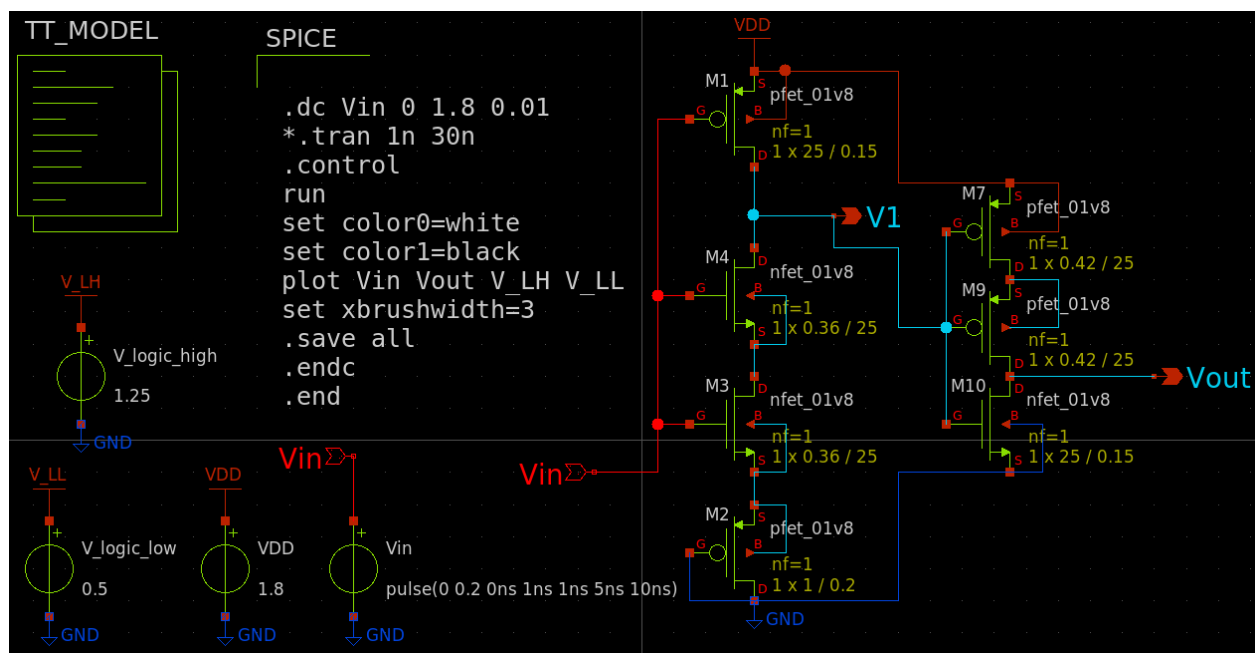 TT_MODEL
SPICE
.dc Vin 0 1.8 0.01
*.tran 1n 30n
.control
run
set color0=white
set color1=black
plot Vin Vout V_LH V_LL
set xbrushwidth=3
.save all
.endc
.end
V_LH
+
V_logic_high
1.25
GND
V_LL
+
V_logic_low
0.5
GND
VDD
+
VDD
1.8
GND
Vin
+
Vin
pulse(0 0.2 0ns 1ns 1ns 5ns 10ns)
GND
Vin
VDD
M1
S
pfet_01v8
G
B
nf=1
D
1 x 25 / 0.15
V1
M4
D
nfet_01v8
G
B
nf=1
S
1 x 0.36 / 25
M3
D
nfet_01v8
G
B
nf=1
S
1 x 0.36 / 25
M2
S
pfet_01v8
G
B
nf=1
D
1 x 1 / 0.2
GND
M7
S
pfet_01v8
G
B
nf=1
D
1 x 0.42 / 25
M9
S
pfet_01v8
G
B
nf=1
D
1 x 0.42 / 25
Vout
M10
D
nfet_01v8
G
B
nf=1
S
1 x 25 / 0.15